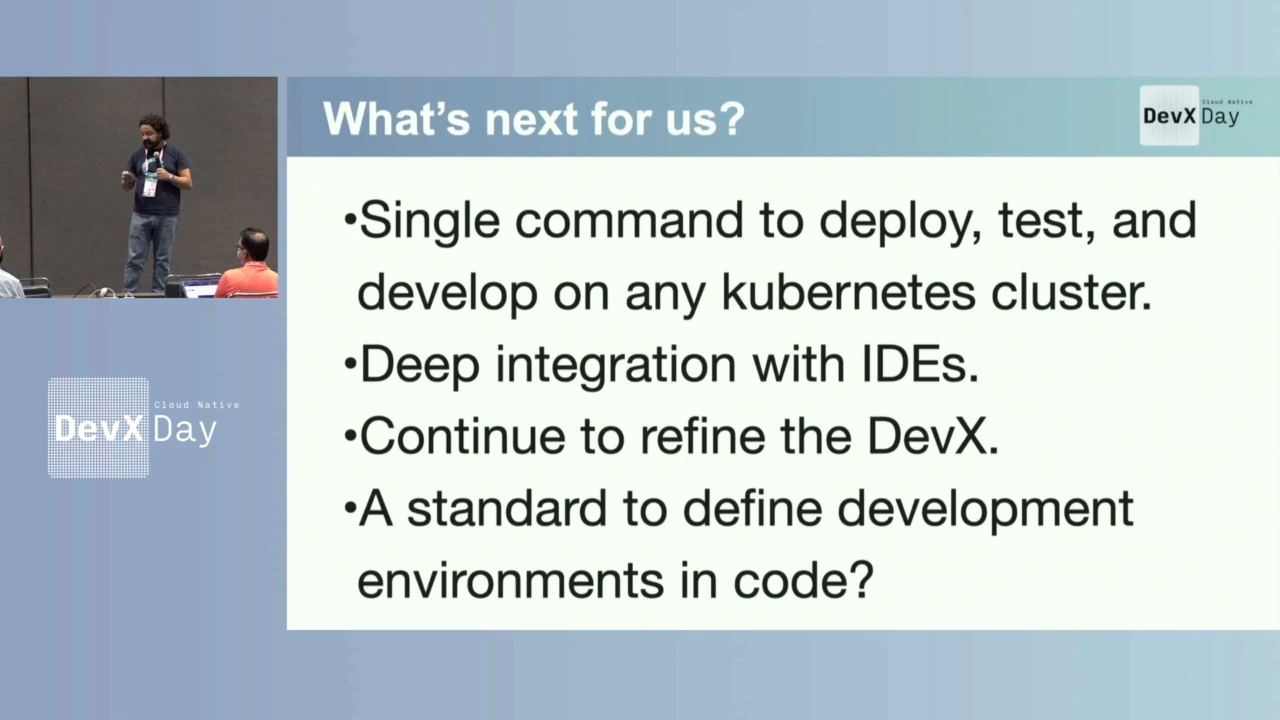 What's next for us?
Cloud Native
DevX Day
•Single command to deploy, test, and
develop on any kubernetes cluster.
•Deep integration with IDEs.
•Continue to refine the DevX.
•A standard to define development
environments in code?
Cloud Native
DevX Day